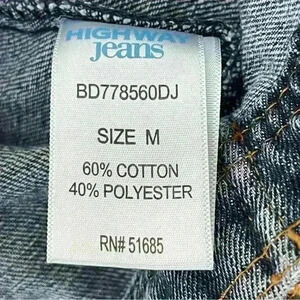 HIGHWAY
jeans
BD778560DJ
SIZE M
60% COTTON
40% POLYESTER
RN# 51685